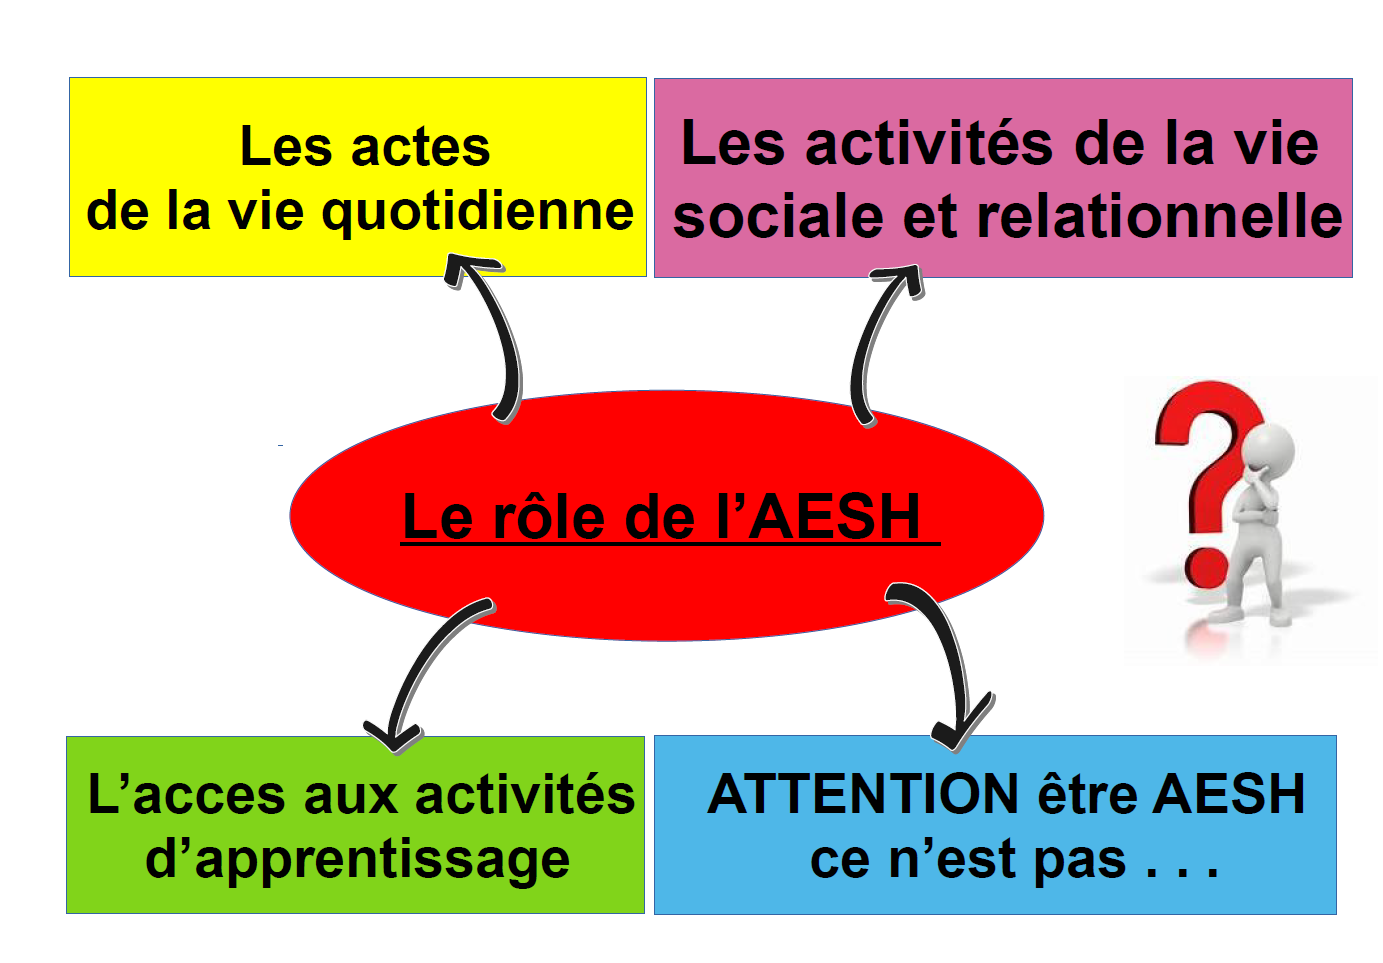 Les actes
de la vie quotidienne
Les activités de la vie
sociale et relationnelle
Le rôle de l’AESH
L’acces aux activités
d’apprentissage
ATTENTION être AESH
ce n’est pas . . .